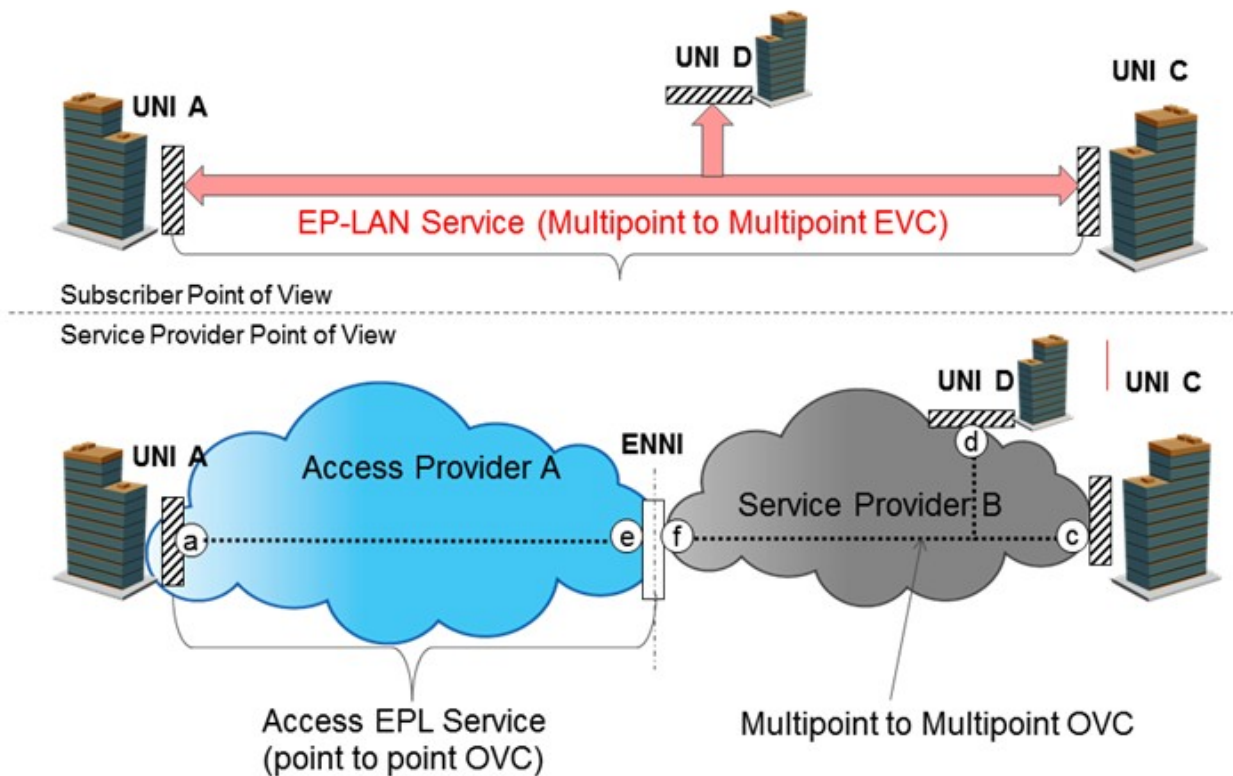 UNI D
UNI C
UNI A
EP-LAN Service (Multipoint to Multipoint EVC)
Subscriber Point of View
Service Provider Point of View
UNI D
UNI C
UNI A
ENNI
Access Provider A
d
Service Provider B
a
e
f
c
Access EPL Service
(point to point OVC)
Multipoint to Multipoint OVC